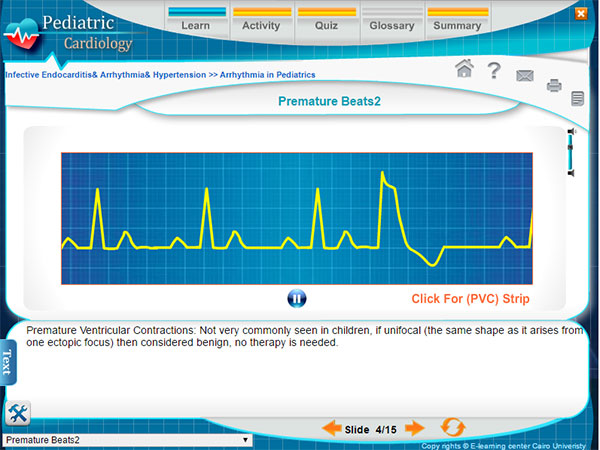 Pediatric
Cardiology
Learn
Activity
Quiz
Glossary
Summary
Infective Endocarditis& Arrhythmia& Hypertension >> Arrhythmia in Pediatrics
Premature Beats2
Click For (PVC) Strip
Premature Ventricular Contractions: Not very commonly seen in children, if unifocal (the same shape as it arises from
one ectopic focus) then considered benign, no therapy is needed.
Text
Slide 4/15
Premature Beats2
Copy rights © E-learning center Cairo Univeristy